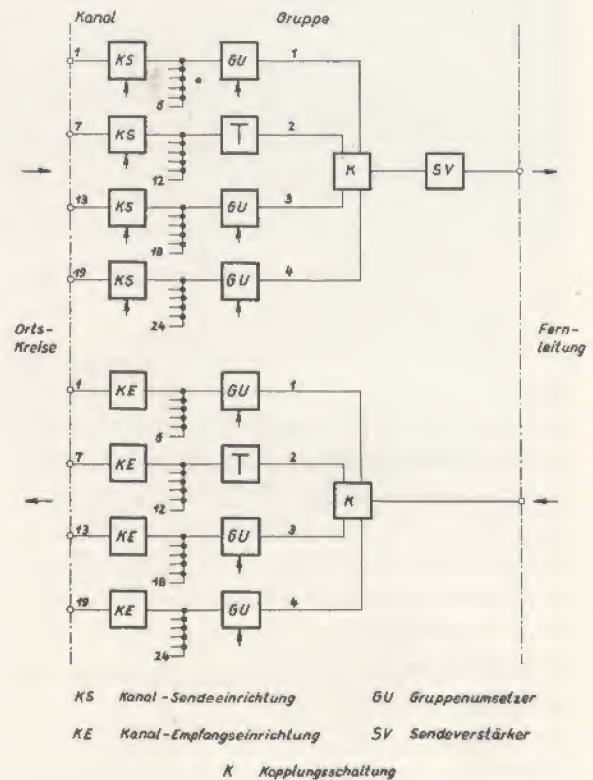 Kanal Gruppe
1 KS GU 1
6
7 KS T 2
12
K SV
13 KS GU 3
18
19 KS GU 4
24
Orts-
Kreise
Fern-
leitung
1 KE GU 1
6
7 KE T 2
12
K
13 KE GU 3
18
19 KE GU 4
24
KS Kanal-Sendeeinrichtung GU Gruppenumsetzer
KE Kanal-Empfangseinrichtung SV Sendeverstärker
K Kopplungsschaltung